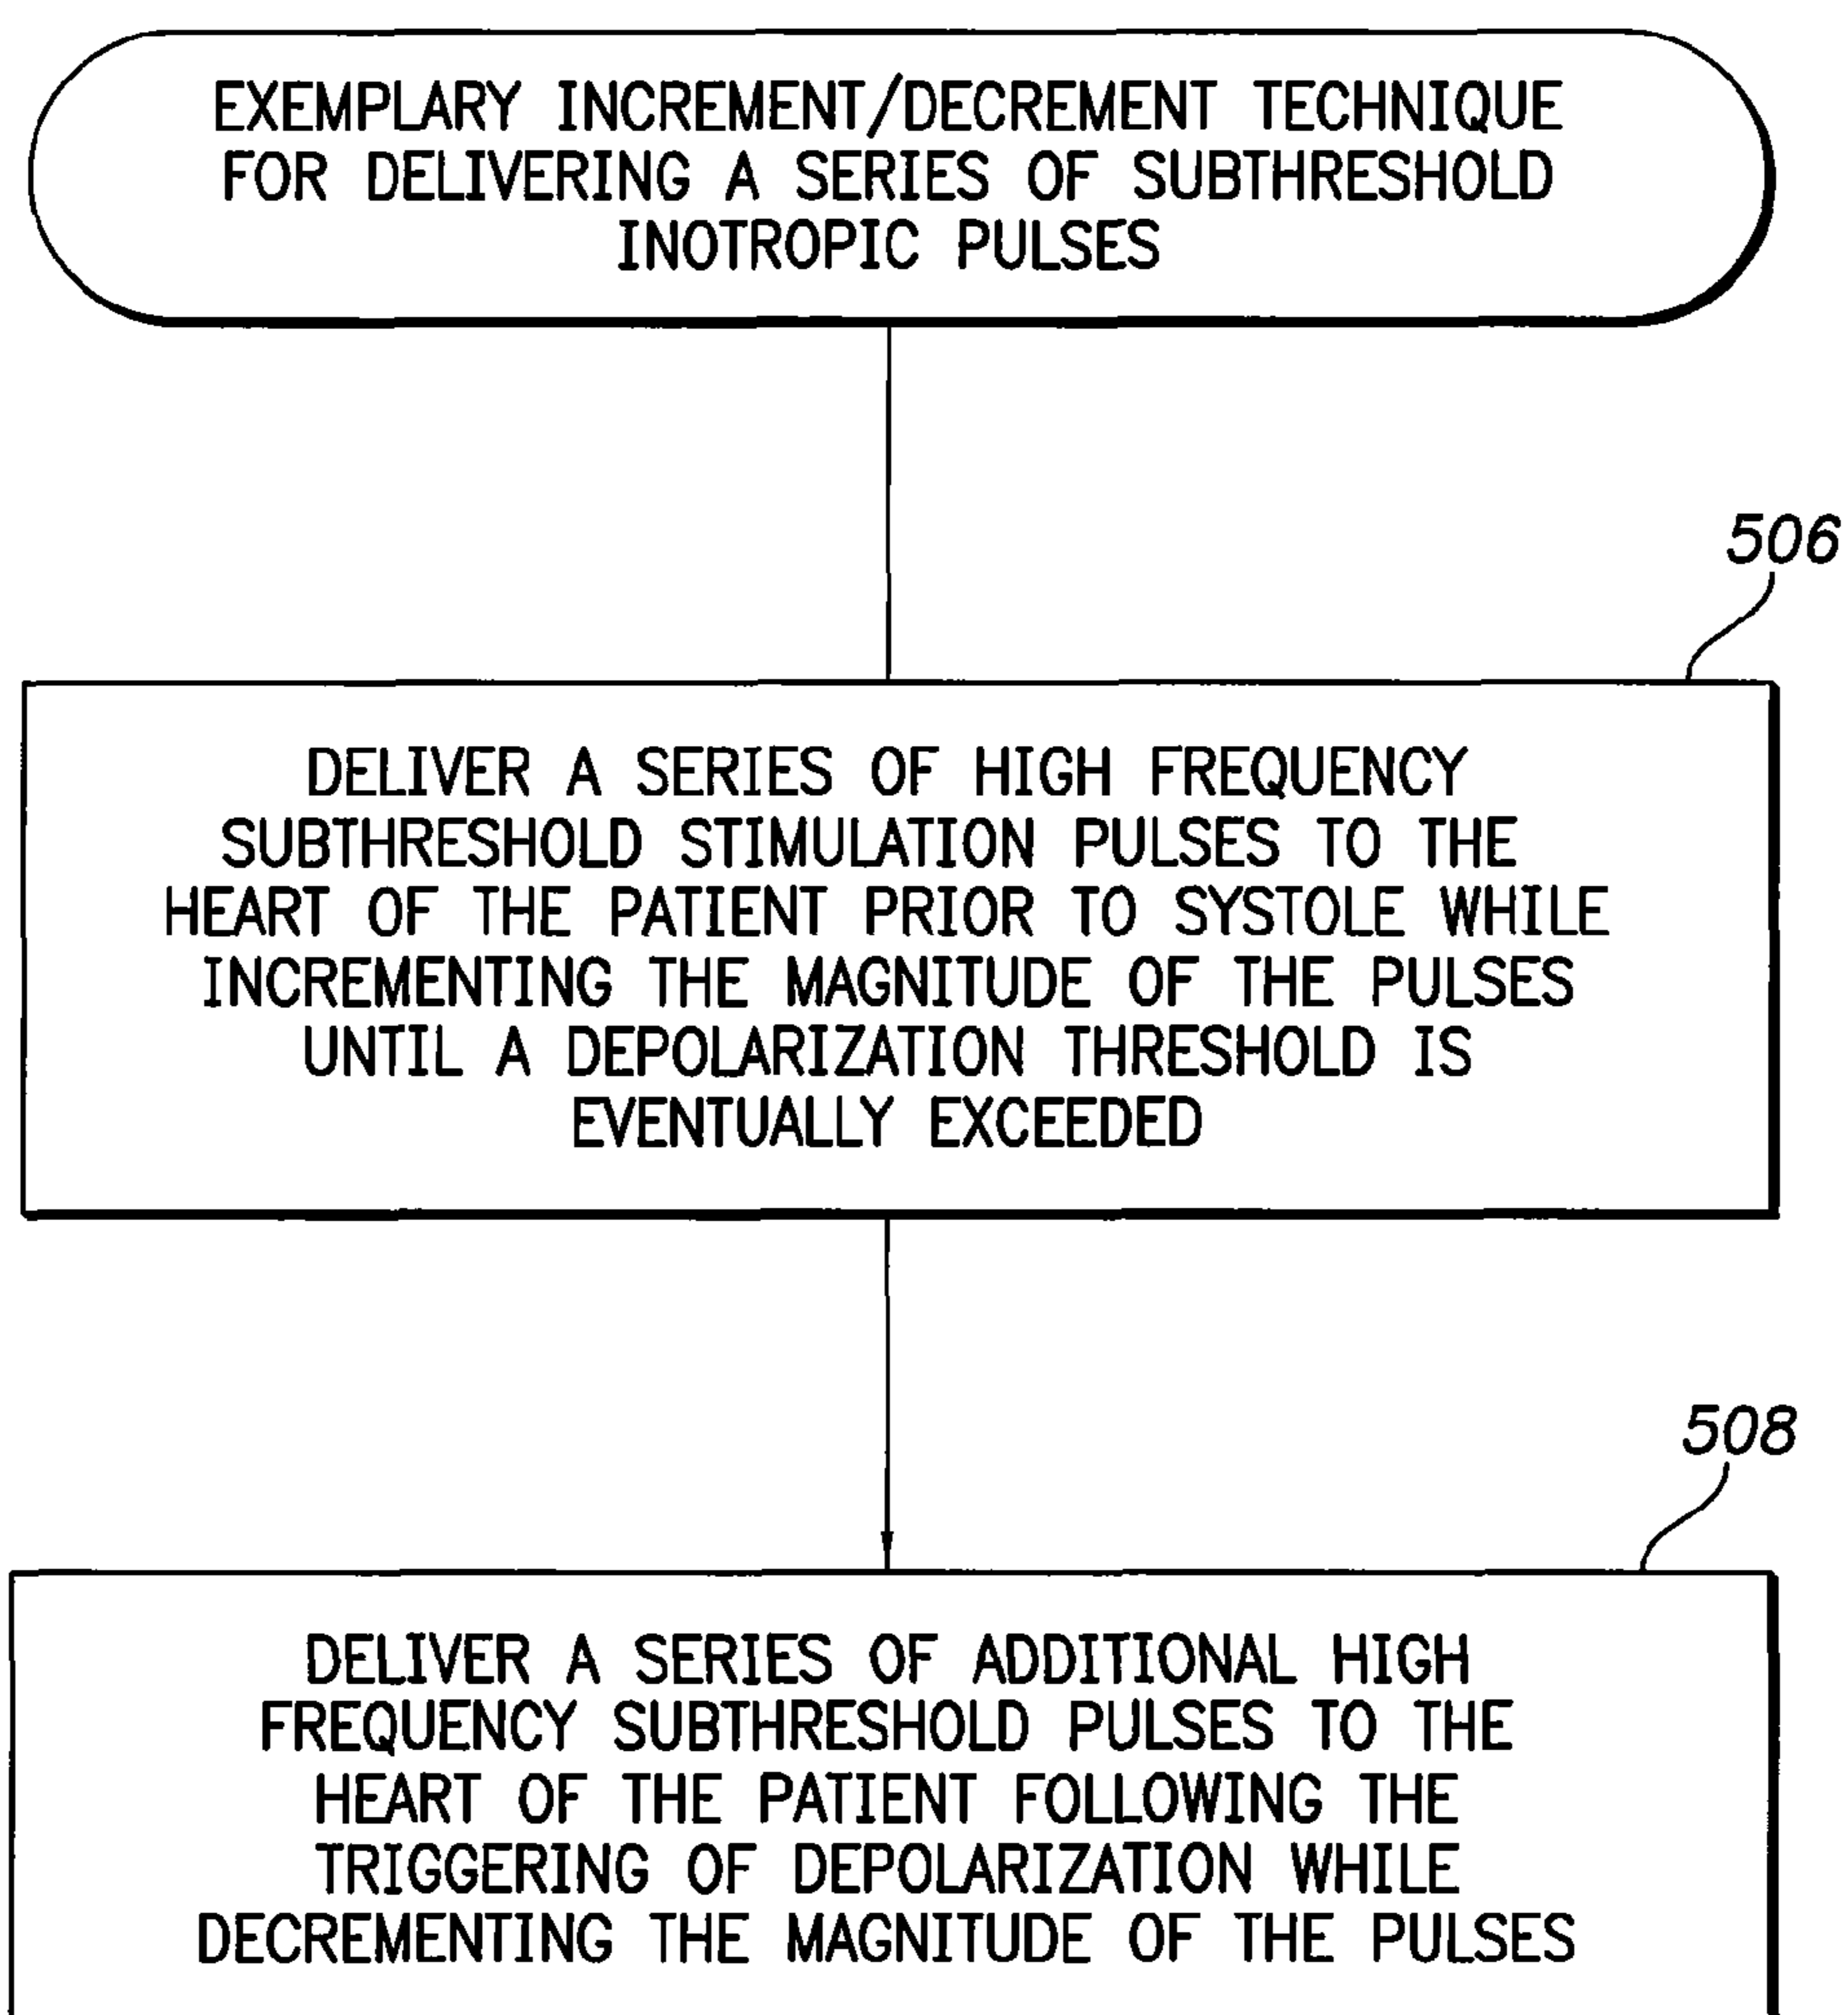 EXEMPLARY INCREMENT/DECREMENT TECHNIQUE
FOR DELIVERING A SERIES OF SUBTHRESHOLD
INOTROPIC PULSES
506
DELIVER A SERIES OF HIGH FREQUENCY
SUBTHRESHOLD STIMULATION PULSES TO THE
HEART OF THE PATIENT PRIOR TO SYSTOLE WHILE
INCREMENTING THE MAGNITUDE OF THE PULSES
UNTIL A DEPOLARIZATION THRESHOLD IS
EVENTUALLY EXCEEDED
508
DELIVER A SERIES OF ADDITIONAL HIGH
FREQUENCY SUBTHRESHOLD PULSES TO THE
HEART OF THE PATIENT FOLLOWING THE
TRIGGERING OF DEPOLARIZATION WHILE
DECREMENTING THE MAGNITUDE OF THE PULSES